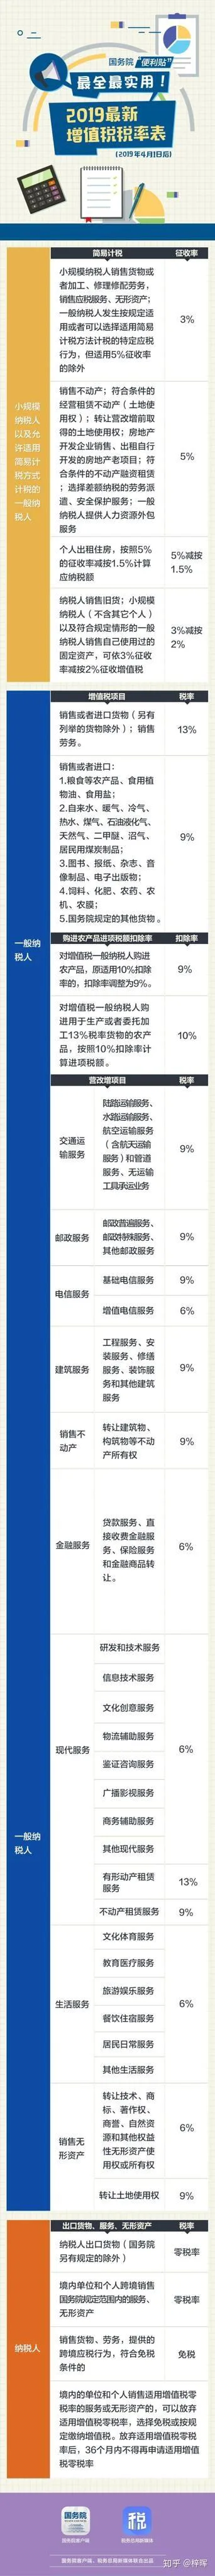 国务院“便利贴”
最全最实用！
2019最新
增值税税率表
(2019年4月1日后)
简易计税
征收率
小规模
纳税人
以及允
许适用
简易计
税方式
计税的
一般纳
税人
小规模纳税人销售货物或
者加工、修理修配劳务，
销售应税服务、无形资产；
一般纳税人发生按规定适
用或者可以选择适用简易
计税方法计税的特定应税
行为，但适用5%征收率
的除外
3%
销售不动产；符合条件的
经营租赁不动产（土地使
用权）；转让营改增前取
得的土地使用权；房地产
开发企业销售、出租自行
开发的房地产老项目；符
合条件的不动产融资租赁
；选择差额纳税的劳务派
遣、安全保护服务；一般
纳税人提供人力资源外包
服务
5%
个人出租住房，按照5%
的征收率减按1.5%计算
应纳税额
5%减按
1.5%
纳税人销售旧货；小规模
纳税人（不含其它个人）
以及符合规定情形的一般
纳税人销售自己使用过的
固定资产，可依3%征收
率减按2%征收增值税
3%减按
2%
一般纳
税人
增值税项目
税率
销售或者进口货物（另有
列举的货物除外）；销售
劳务。
13%
销售或者进口：
1.粮食等农产品、食用植
物油、食用盐；
2.自来水、暖气、冷气、
热水、煤气、石油液化气、
天然气、二甲醚、沼气、
居民用煤炭制品；
3.图书、报纸、杂志、音
像制品、电子出版物；
4.饲料、化肥、农药、农
机、农膜；
5.国务院规定的其他货物。
9%
购进农产品进项税额扣除率
扣除率
对增值税一般纳税人购进
农产品，原适用10%扣除
率的，扣除率调整为9%。
9%
对增值税一般纳税人购
进用于生产或者委托加
工13%税率货物的农产
品，按照10%扣除率计
算进项税额。
10%
营改增项目
税率
交通运
输服务
陆路运输服务、
水路运输服务、
航空运输服务
（含航天运输
服务）和管道
服务、无运输
工具承运业务
9%
邮政服务
邮政普遍服务、
邮政特殊服务、
其他邮政服务
9%
电信服务
基础电信服务
9%
增值电信服务
6%
建筑服务
工程服务、安
装服务、修缮
服务、装饰服
务和其他建筑
服务
9%
销售不
动产
转让建筑物、
构筑物等不动
产所有权
9%
金融服务
贷款服务、直
接收费金融服
务、保险服务
和金融商品转
让。
6%
一般纳
税人
现代服务
研发和技术服务
信息技术服务
文化创意服务
物流辅助服务
鉴证咨询服务
广播影视服务
商务辅助服务
其他现代服务
6%
有形动产租赁
服务
13%
不动产租赁服务
9%
生活服务
文化体育服务
教育医疗服务
旅游娱乐服务
餐饮住宿服务
居民日常服务
其他生活服务
6%
销售无
形资产
转让技术、商
标、著作权、
商誉、自然资
源和其他权益
性无形资产使
用权或所有权
6%
转让土地使用权
9%
纳税人
出口货物、服务、无形资产
税率
纳税人出口货物（国务院
另有规定的除外）
零税率
境内单位和个人跨境销售
国务院规定范围内的服务、
无形资产
零税率
销售货物、劳务，提供的
跨境应税行为，符合免税
条件的
免税
境内的单位和个人销售适用增值税零
税率的服务或无形资产的，可以放弃
适用增值税零税率，选择免税或按规
定缴纳增值税。放弃适用增值税零税
率后，36个月内不得再申请适用增值
税零税率
国务院
税
国务院客户端
税务总局新媒体
国务院客户端、税务总局新媒体联合出品
知乎 @梓晖